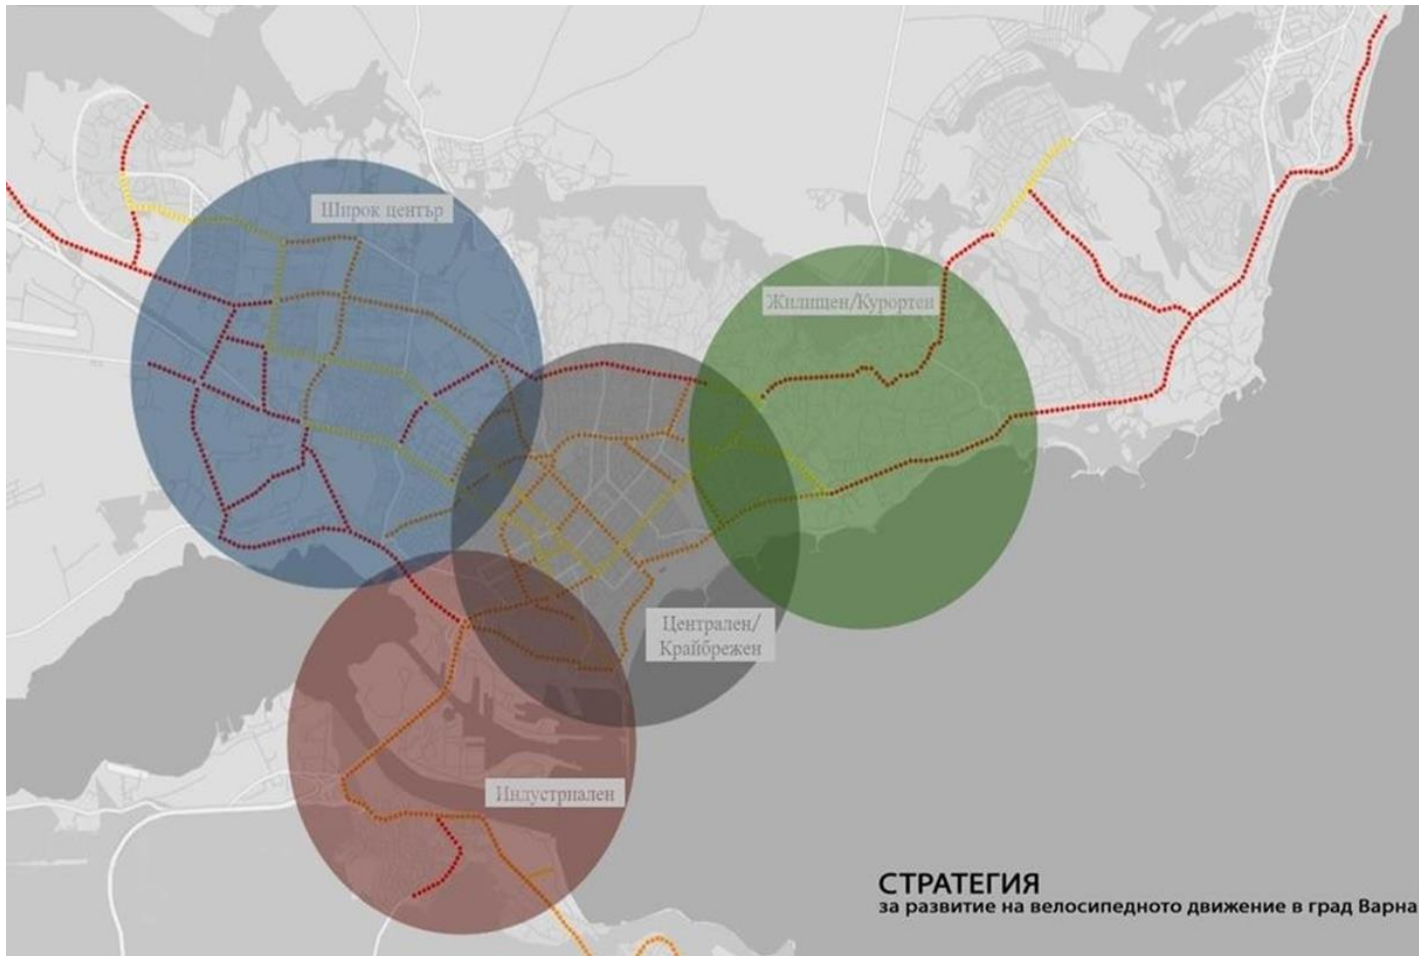 Широк център
Жилищен/Курортен
Централен/
Крайбрежен
Индустриален
СТРАТЕГИЯ
за развитие на велосипедното движение в град Варна